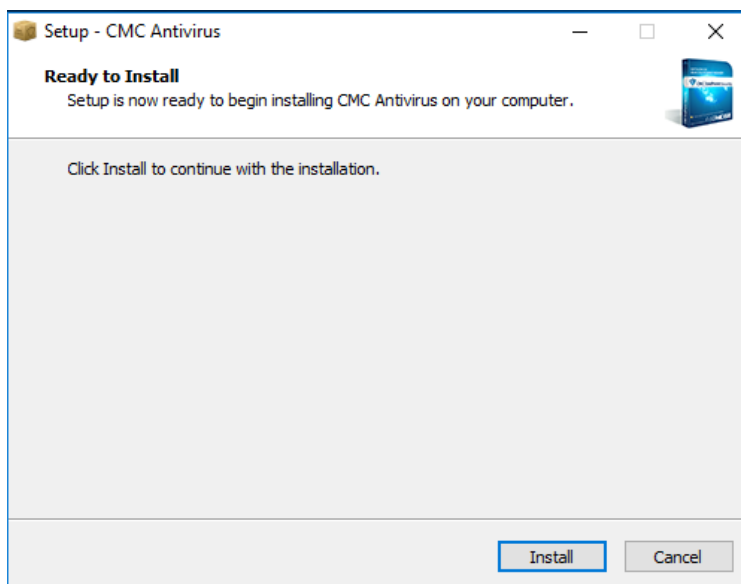 Setup - CMC Antivirus
Ready to Install
Setup is now ready to begin installing CMC Antivirus on your computer.
Click Install to continue with the installation.
Install
Cancel